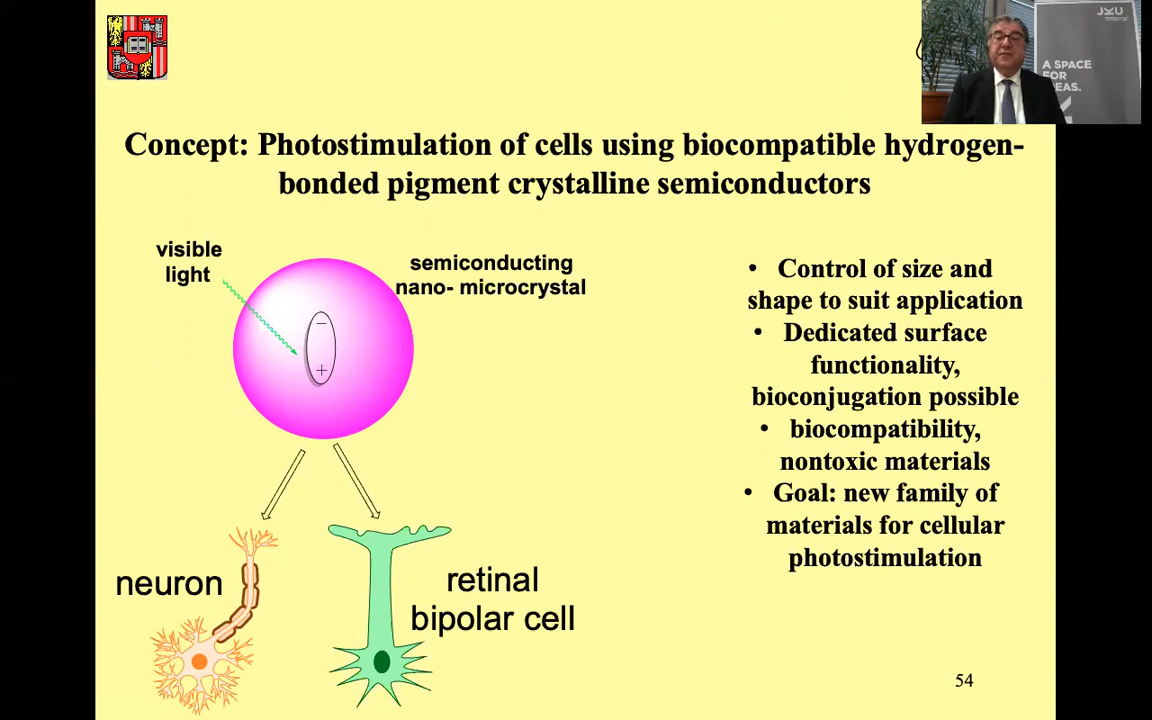 JKU
A SPACE
FOR
IDEAS.
Concept: Photostimulation of cells using biocompatible hydrogen-
bonded pigment crystalline semiconductors
visible
light
semiconducting
nano- microcrystal
−
+
• Control of size and
shape to suit application
• Dedicated surface
functionality,
bioconjugation possible
• biocompatibility,
nontoxic materials
• Goal: new family of
materials for cellular
photostimulation
neuron
retinal
bipolar cell
54